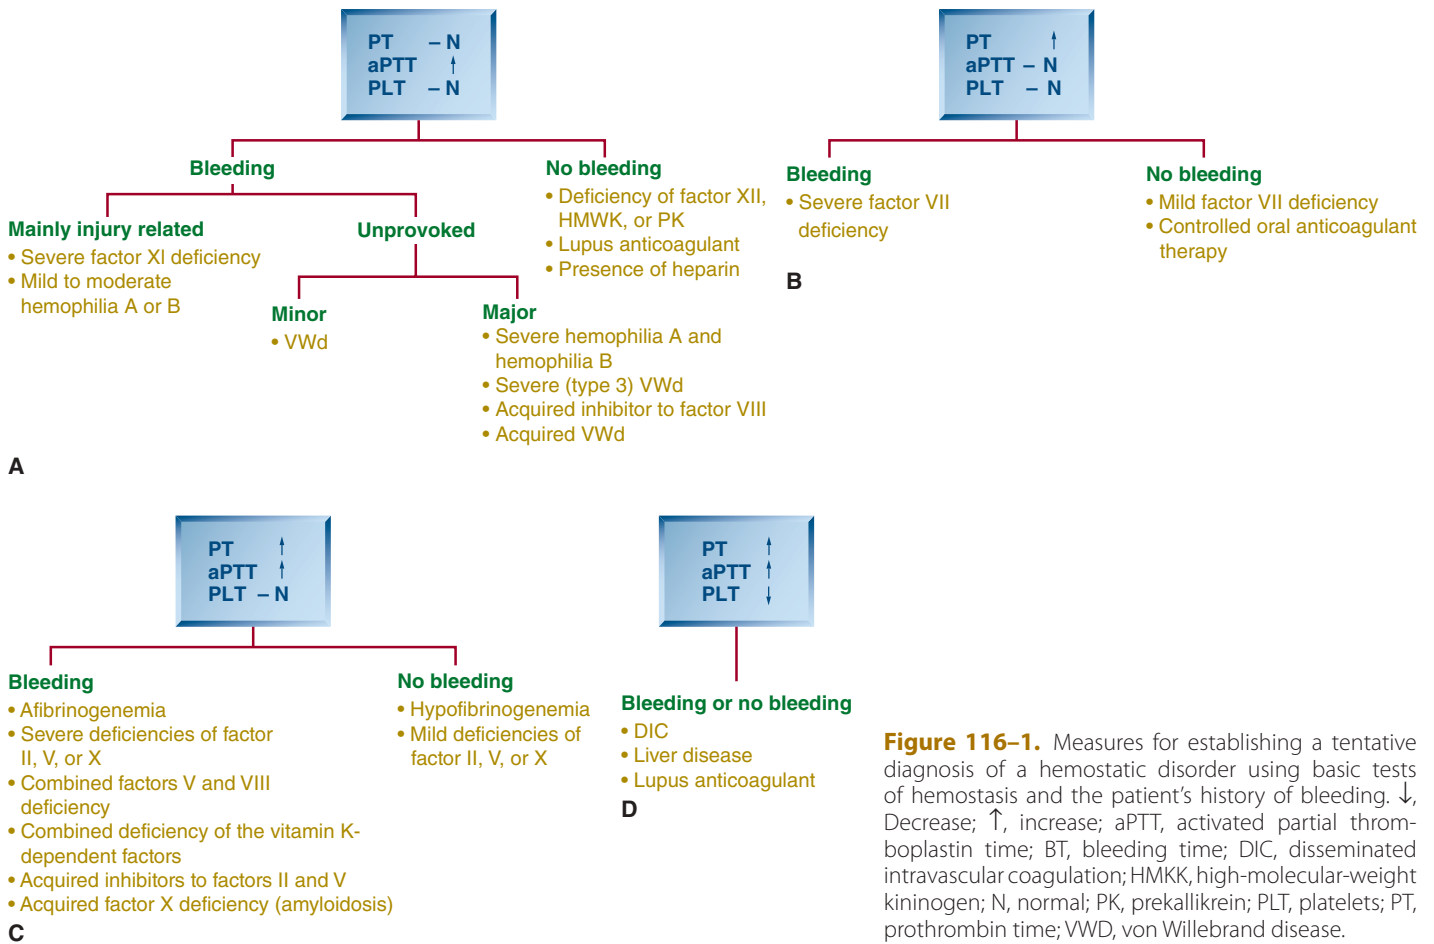 PT – N
aPTT ↑
PLT – N
Bleeding
Mainly injury related
• Severe factor XI deficiency
• Mild to moderate
hemophilia A or B
Unprovoked
Minor
• VWd
Major
• Severe hemophilia A and
hemophilia B
• Severe (type 3) VWd
• Acquired inhibitor to factor VIII
• Acquired VWd
No bleeding
• Deficiency of factor XII,
HMWK, or PK
• Lupus anticoagulant
• Presence of heparin
A
PT ↑
aPTT – N
PLT – N
Bleeding
• Severe factor VII
deficiency
No bleeding
• Mild factor VII deficiency
• Controlled oral anticoagulant
therapy
B
PT ↑
aPTT ↑
PLT – N
Bleeding
• Afibrinogenemia
• Severe deficiencies of factor
II, V, or X
• Combined factors V and VIII
deficiency
• Combined deficiency of the vitamin K-
dependent factors
• Acquired inhibitors to factors II and V
• Acquired factor X deficiency (amyloidosis)
No bleeding
• Hypofibrinogenemia
• Mild deficiencies of
factor II, V, or X
C
PT ↑
aPTT ↑
PLT ↓
Bleeding or no bleeding
• DIC
• Liver disease
• Lupus anticoagulant
D
Figure 116–1. Measures for establishing a tentative
diagnosis of a hemostatic disorder using basic tests
of hemostasis and the patient's history of bleeding. ↓,
Decrease; ↑, increase; aPTT, activated partial throm-
boplastin time; BT, bleeding time; DIC, disseminated
intravascular coagulation; HMKK, high-molecular-weight
kininogen; N, normal; PK, prekallikrein; PLT, platelets; PT,
prothrombin time; VWD, von Willebrand disease.